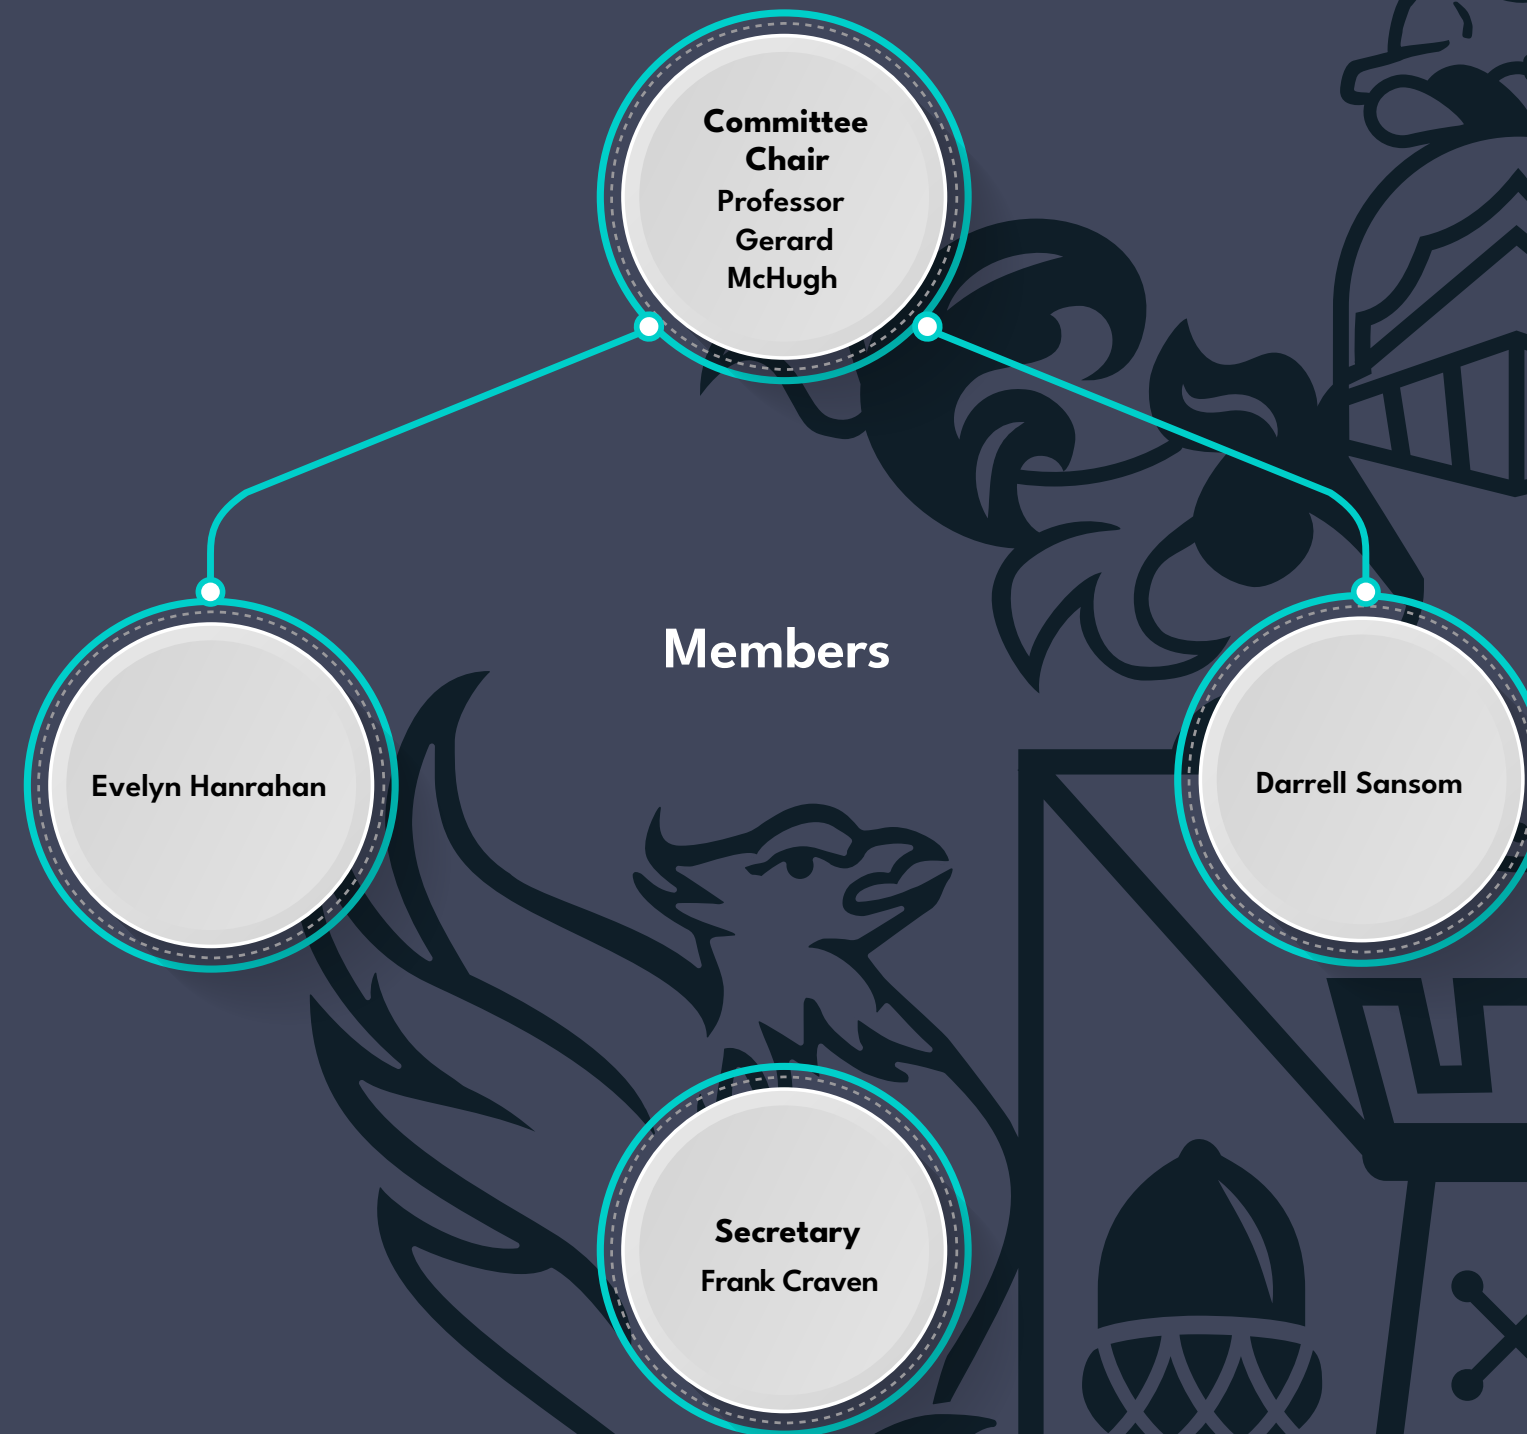 Committee
Chair
Professor
Gerard
McHugh
Members
Evelyn Hanrahan
Darrell Sansom
Secretary
Frank Craven